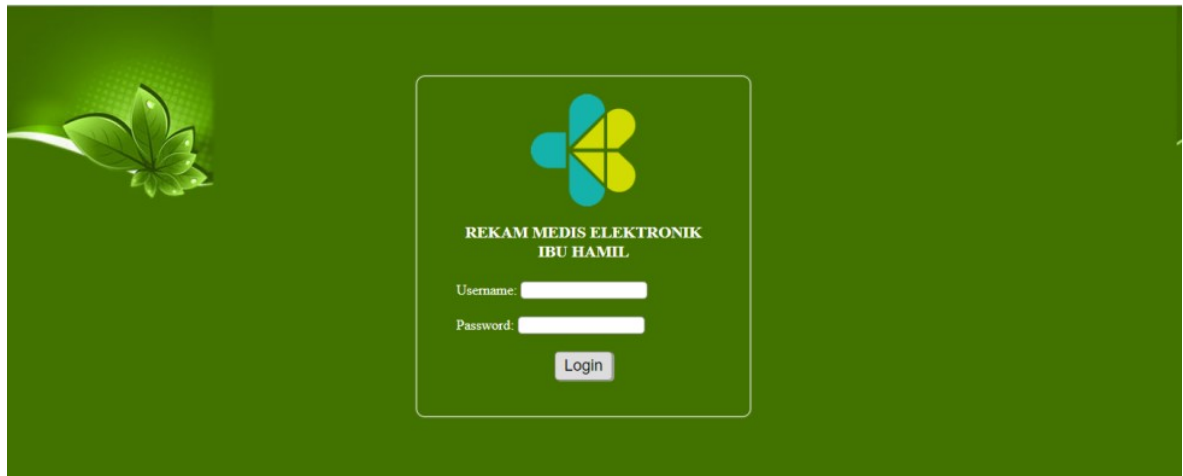 REKAM MEDIS ELEKTRONIK
IBU HAMIL
Username:
Password:
Login